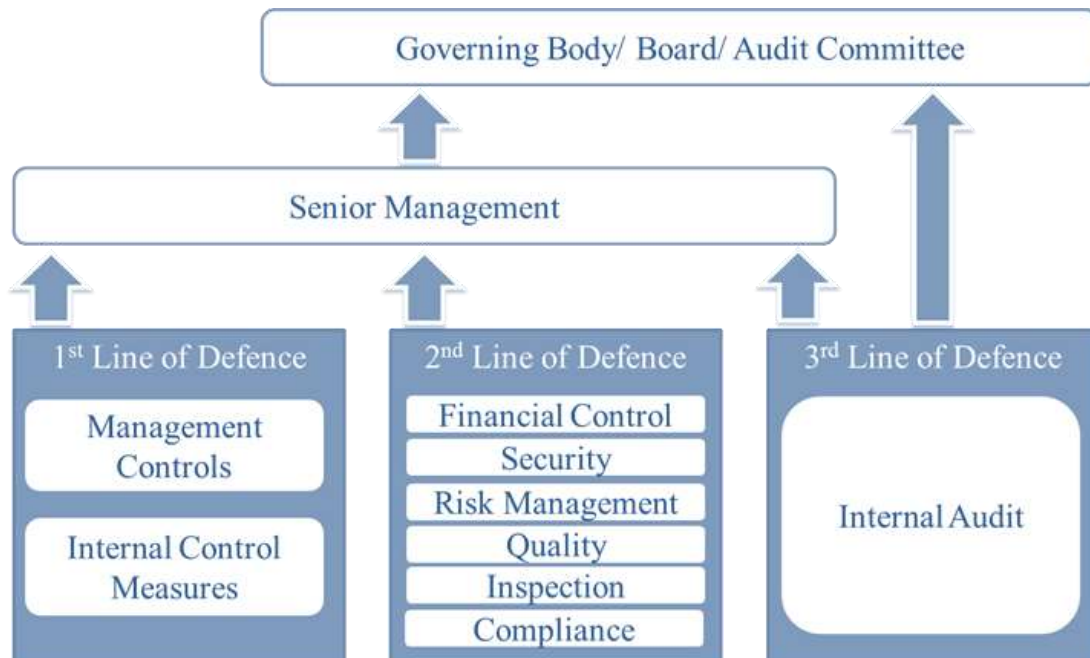 Governing Body/ Board/ Audit Committee
Senior Management
1st Line of Defence
Management
Controls
Internal Control
Measures
2nd Line of Defence
Financial Control
Security
Risk Management
Quality
Inspection
Compliance
3rd Line of Defence
Internal Audit